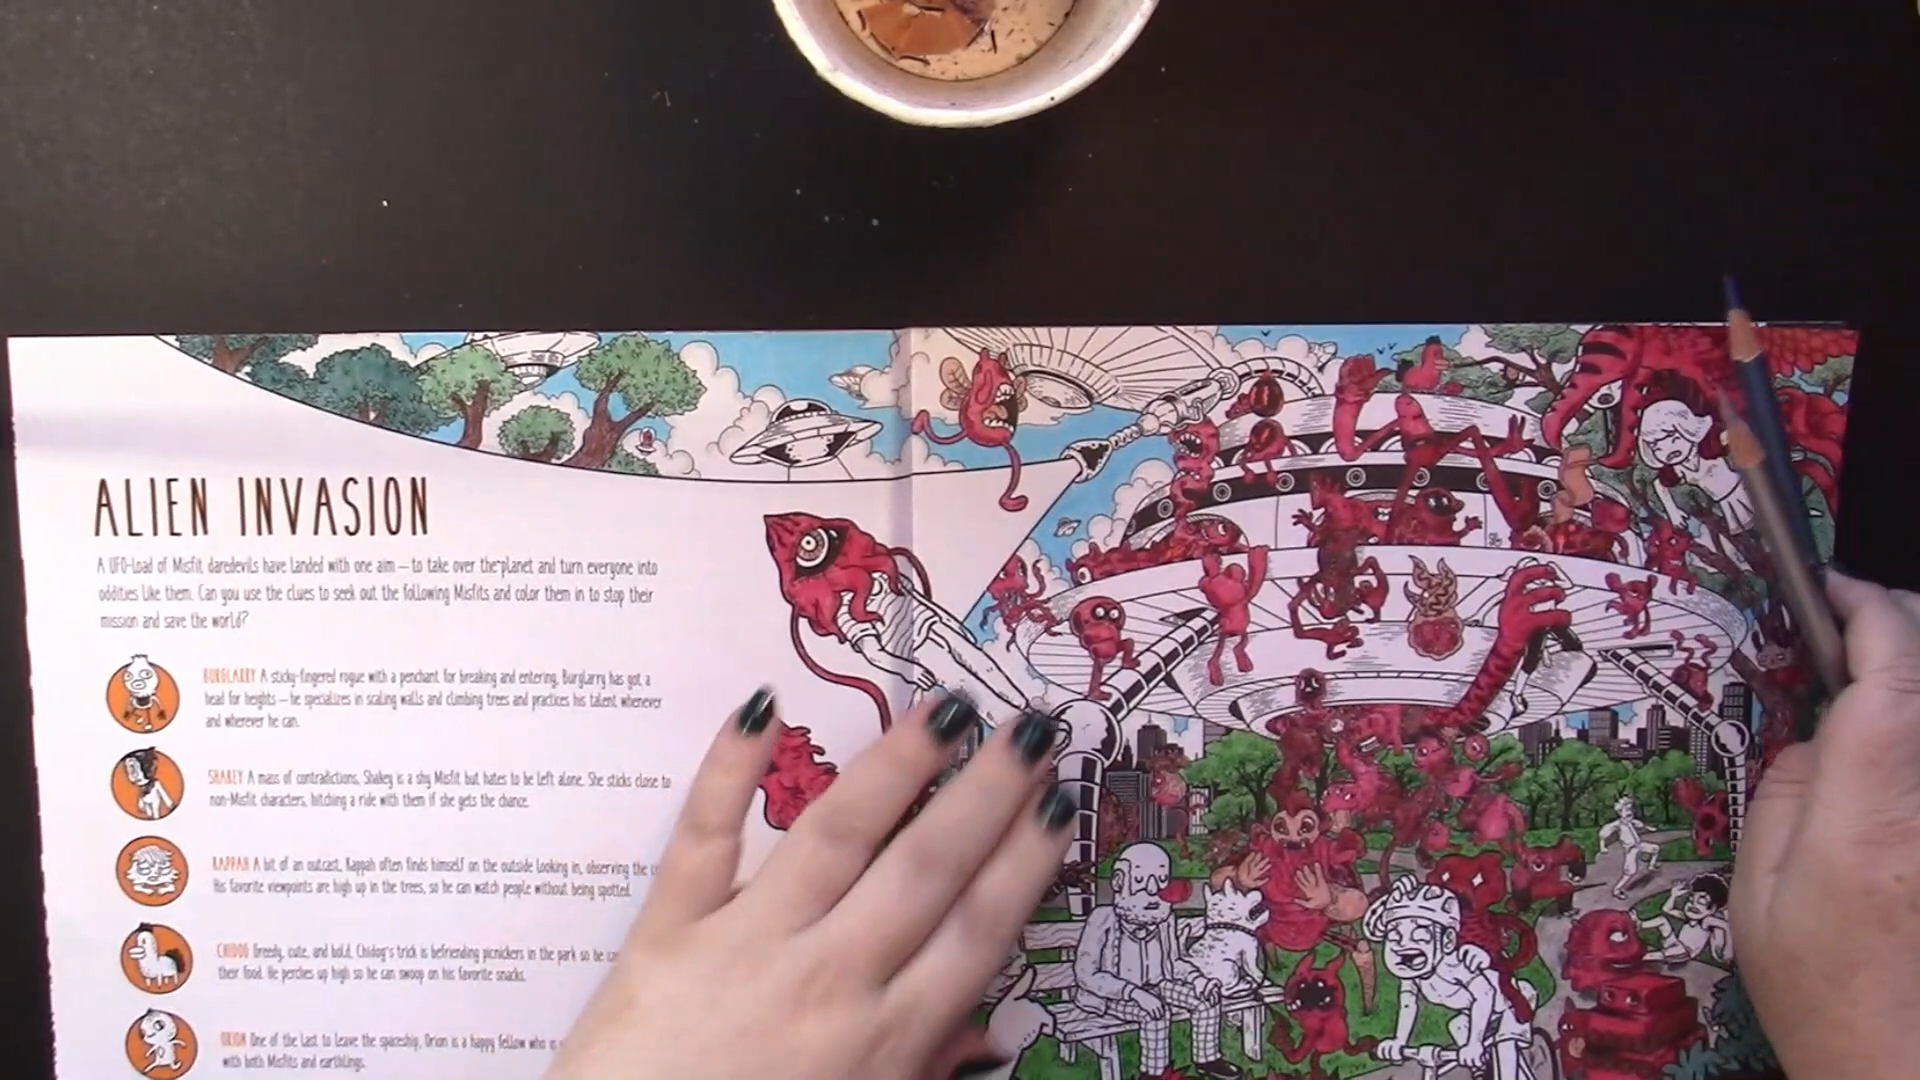 ALIEN INVASION
A UFO-load of Misfit daredevils have landed with one aim — to take over the planet and turn everyone into
oddities like them. Can you use the clues to seek out the following Misfits and color them in to stop their
mission and save the world?
BURGLARRY A sticky-fingered rogue with a penchant for breaking and entering, Burglarry has got a
head for heights — he specializes in scaling walls and climbing trees and practices his talent whenever
and wherever he can.
SHAKEY A mass of contradictions, Shakey is a shy Misfit but hates to be left alone. She sticks close to
non-Misfit characters, hitching a ride with them if she gets the chance.
KAPPAH A bit of an outcast, Kappah often finds himself on the outside looking in, observing the
His favorite viewpoints are high up in the trees, so he can watch people without being spotted.
CHIDOG Greedy, cute, and bold, Chidog's trick is befriending picnickers in the park so he
their food. He perches up high so he can swoop on his favorite snacks.
ORION One of the last to leave the spaceship, Orion is a happy fellow who is
with both Misfits and earthlings.